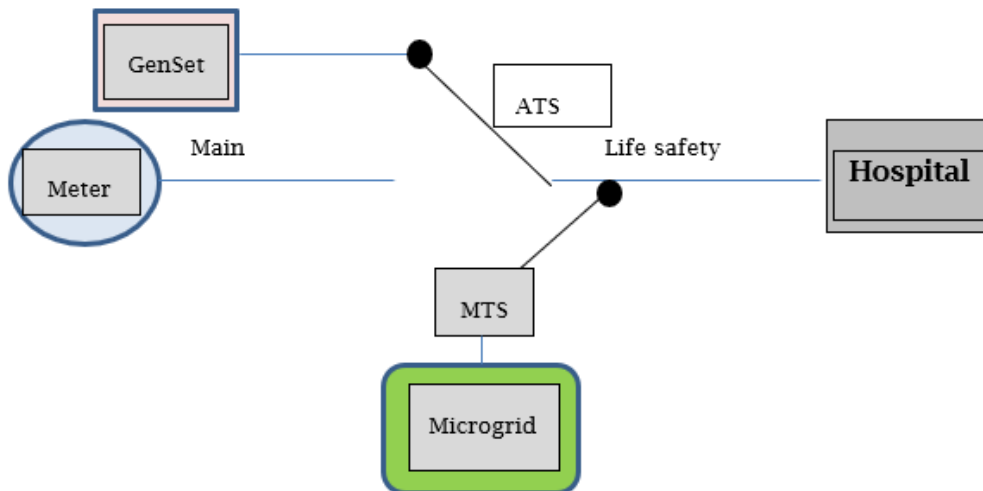 GenSet
ATS
Main
Life safety
Meter
Hospital
MTS
Microgrid